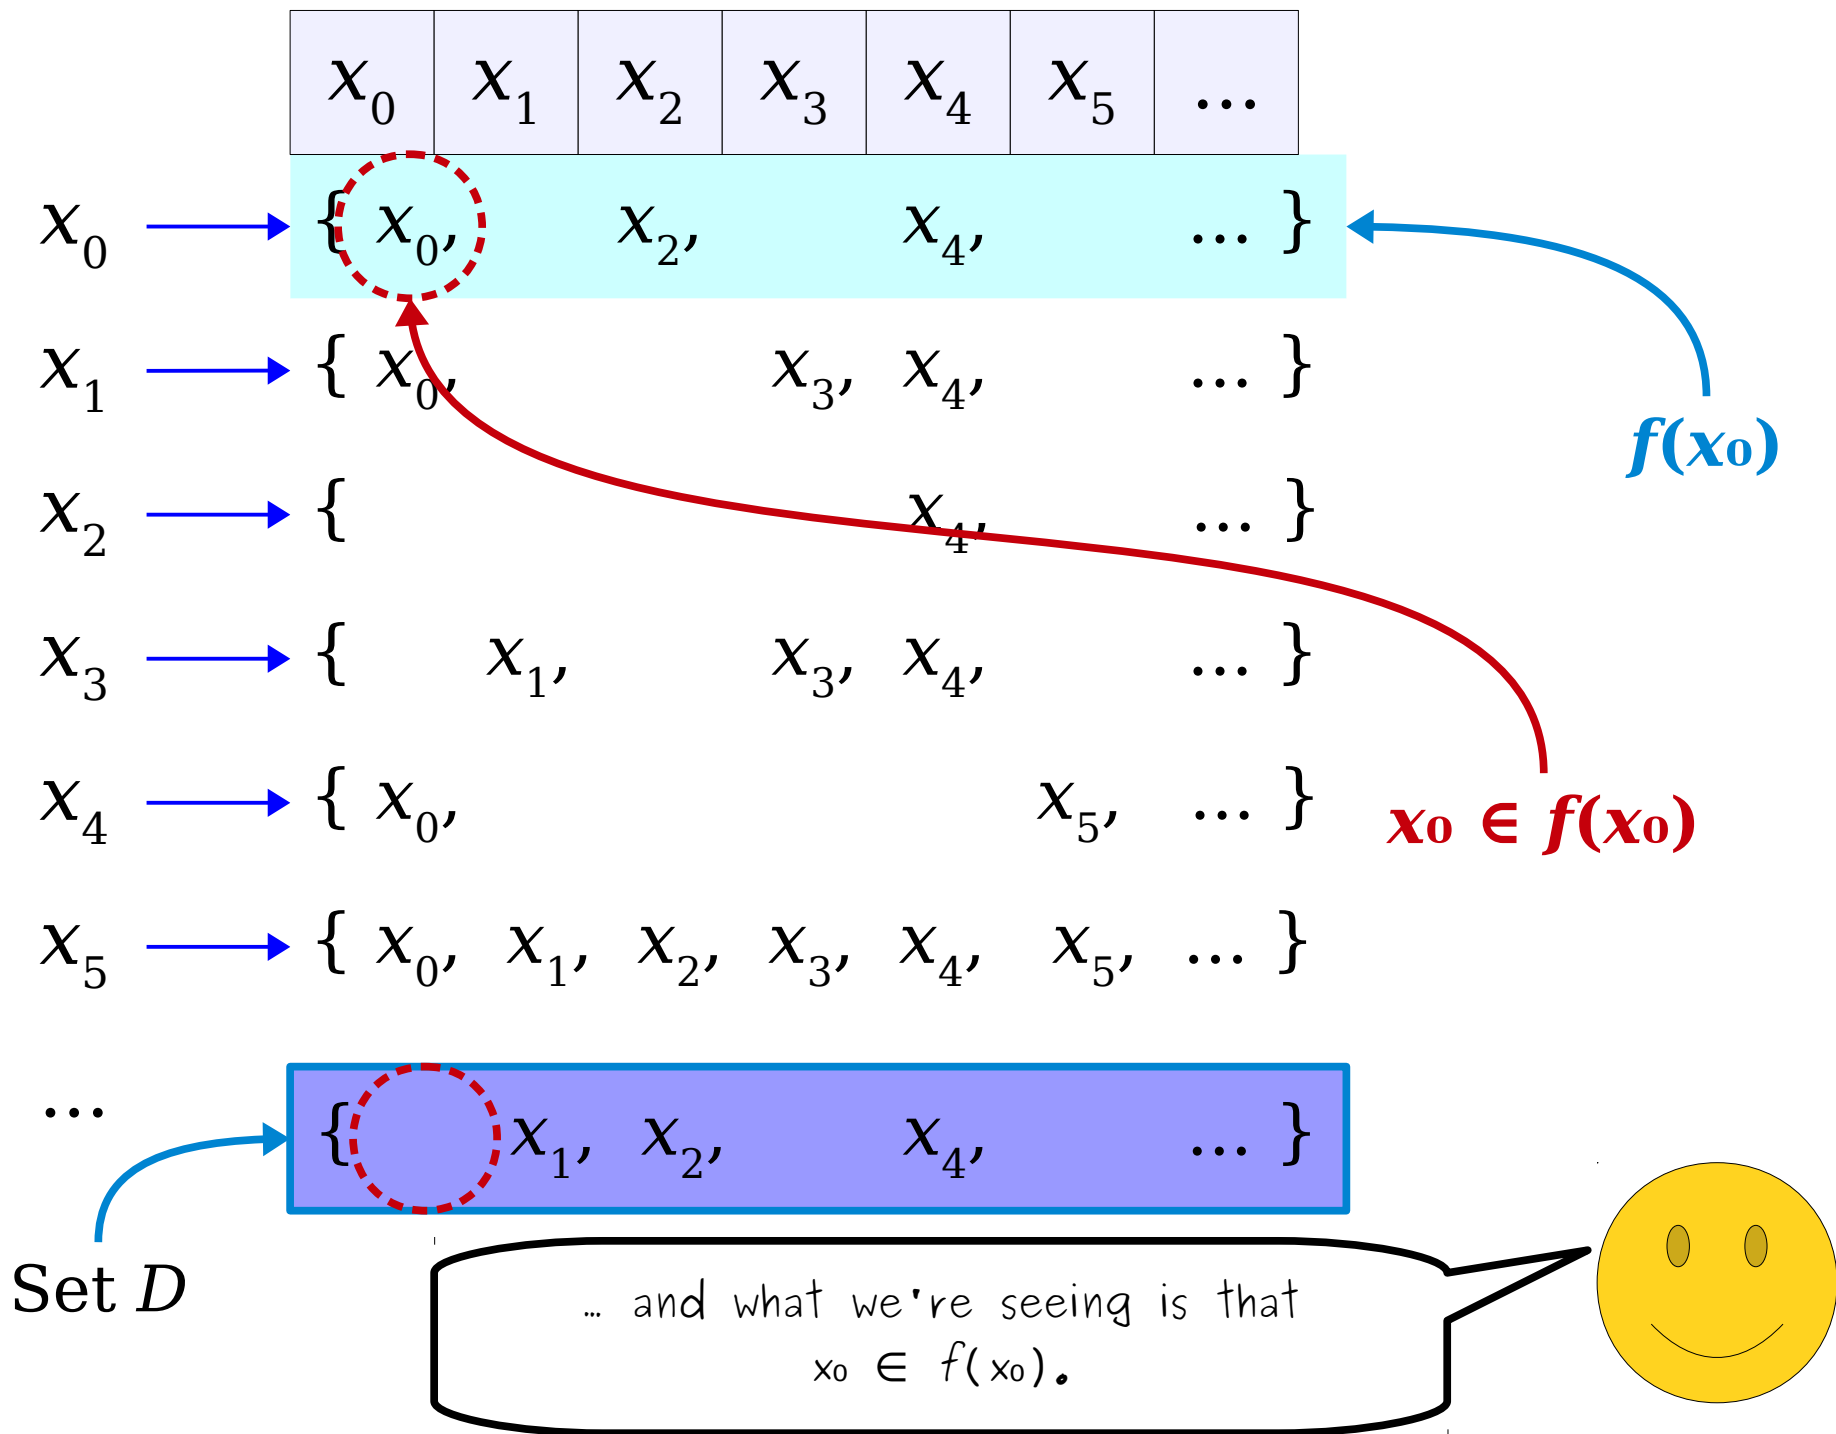 x₀ x₁ x₂ x₃ x₄ x₅ ...
x₀ { x₀, x₂, x₄, ... }
x₁ { x₀, x₃, x₄, ... }
f(x₀)
x₂ { x₄, ... }
x₃ { x₁, x₃, x₄, ... }
x₄ { x₀, x₅, ... }
x₀ ∈ f(x₀)
x₅ { x₀, x₁, x₂, x₃, x₄, x₅, ... }
... { x₁, x₂, x₄, ... }
Set D
... and what we're seeing is that
x₀ ∈ f(x₀).